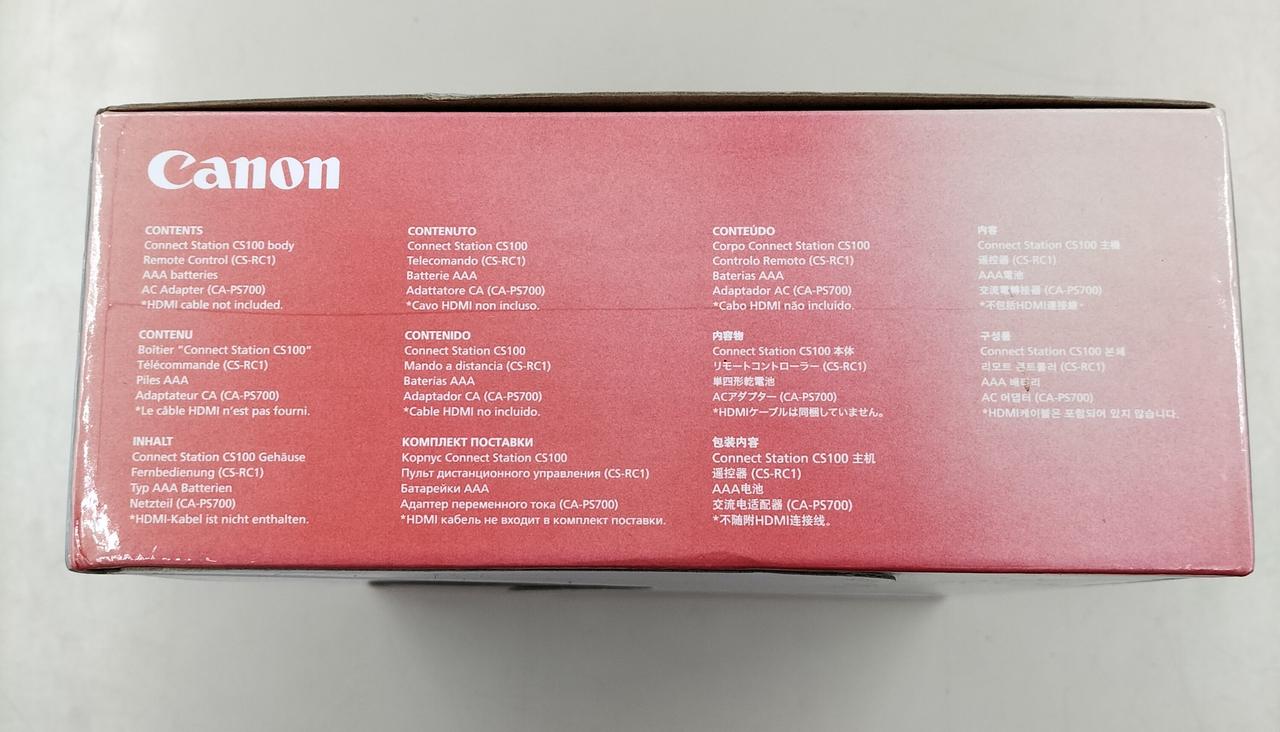 Canon
CONTENTS
Connect Station CS100 body
Remote Control (CS-RC1)
AAA batteries
AC Adapter (CA-PS700)
*HDMI cable not included.
CONTENU
Boîtier "Connect Station CS100"
Télécommande (CS-RC1)
Piles AAA
Adaptateur CA (CA-PS700)
*Le câble HDMI n'est pas fourni.
INHALT
Connect Station CS100 Gehäuse
Fernbedienung (CS-RC1)
Typ AAA Batterien
Netzteil (CA-PS700)
*HDMI-Kabel ist nicht enthalten.
CONTENUTO
Connect Station CS100
Telecomando (CS-RC1)
Batterie AAA
Adattatore CA (CA-PS700)
*Cavo HDMI non incluso.
CONTENIDO
Connect Station CS100
Mando a distancia (CS-RC1)
Baterías AAA
Adaptador CA (CA-PS700)
*Cable HDMI no incluido.
КОМПЛЕКТ ПОСТАВКИ
Корпус Connect Station CS100
Пульт дистанционного управления (CS-RC1)
Батарейки AAA
Адаптер переменного тока (CA-PS700)
*HDMI кабель не входит в комплект поставки.
CONTEÚDO
Corpo Connect Station CS100
Controlo Remoto (CS-RC1)
Baterias AAA
Adaptador AC (CA-PS700)
*Cabo HDMI não incluído.
内容物
Connect Station CS100 本体
リモートコントローラー (CS-RC1)
単四形乾電池
ACアダプター (CA-PS700)
*HDMIケーブルは同梱していません。
包装内容
Connect Station CS100 主机
遥控器 (CS-RC1)
AAA电池
交流电适配器 (CA-PS700)
*不随附HDMI连接线。
内容
Connect Station CS100 主機
遙控器 (CS-RC1)
AAA電池
交流電轉接器 (CA-PS700)
*不包括HDMI連接線。
구성품
Connect Station CS100 본체
리모트 컨트롤러 (CS-RC1)
AAA 배터리
AC 어댑터 (CA-PS700)
*HDMI케이블은 포함되어 있지 않습니다.